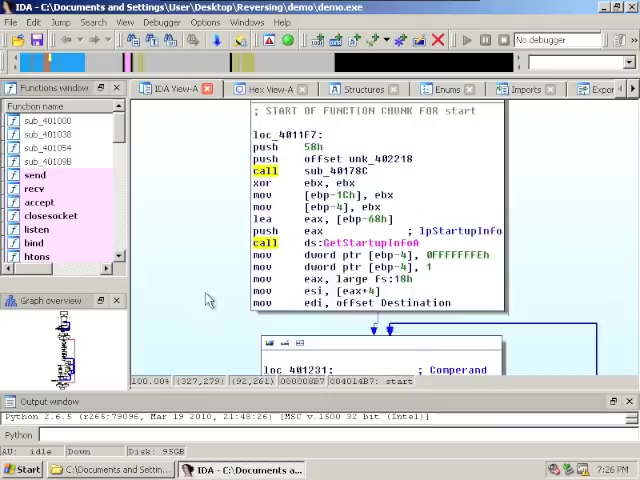 IDA - C:\Documents and Settings\User\Desktop\Reversing\demo\demo.exe
File Edit Jump Search View Debugger Options Windows Help
No debugger
Functions window
IDA View-A
Hex View-A
Structures
Enums
Imports
Expor
Function name
sub_401000
sub_401038
sub_401054
sub_40109B
send
recv
accept
closesocket
listen
bind
htons
; START OF FUNCTION CHUNK FOR start
loc_4011F7:
push 58h
push offset unk_402218
call sub_40178C
xor ebx, ebx
mov [ebp-1Ch], ebx
mov [ebp-4], ebx
lea eax, [ebp-68h]
push eax ; lpStartupInfo
call ds:GetStartupInfoA
mov dword ptr [ebp-4], 0FFFFFFFEh
mov dword ptr [ebp-4], 1
mov eax, large fs:18h
mov esi, [eax+4]
mov edi, offset Destination
loc_401231: ; Comperand
Graph overview
100.00% (327,279) (92,261) 000008B7 004014B7: start
Output window
Python 2.6.5 (r265:79096, Mar 19 2010, 21:48:26) [MSC v.1500 32 bit (Intel)]
Python
AU: idle Down Disk: 95GB
Start
C:\Documents and Settin...
IDA - C:\Documents a...
7:26 PM